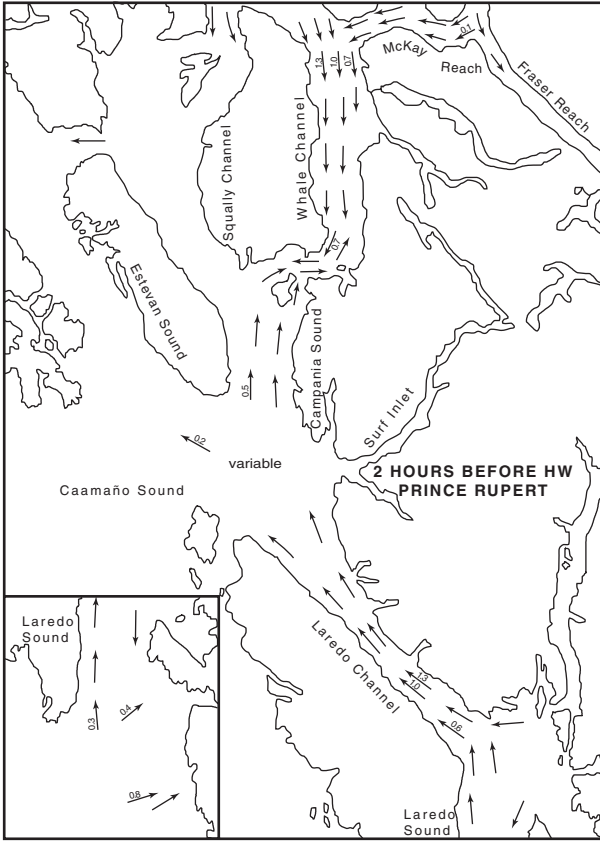 0.1
McKay
Reach
Fraser Reach
1.3
1.0
0.7
Squally Channel
Whale Channel
0.7
Estevan Sound
Campania Sound
0.5
Surf Inlet
0.2
variable
2 HOURS BEFORE HW
PRINCE RUPERT
Caamaño Sound
Laredo
Sound
0.3
0.4
0.8
Laredo Channel
1.3
1.0
0.6
Laredo
Sound